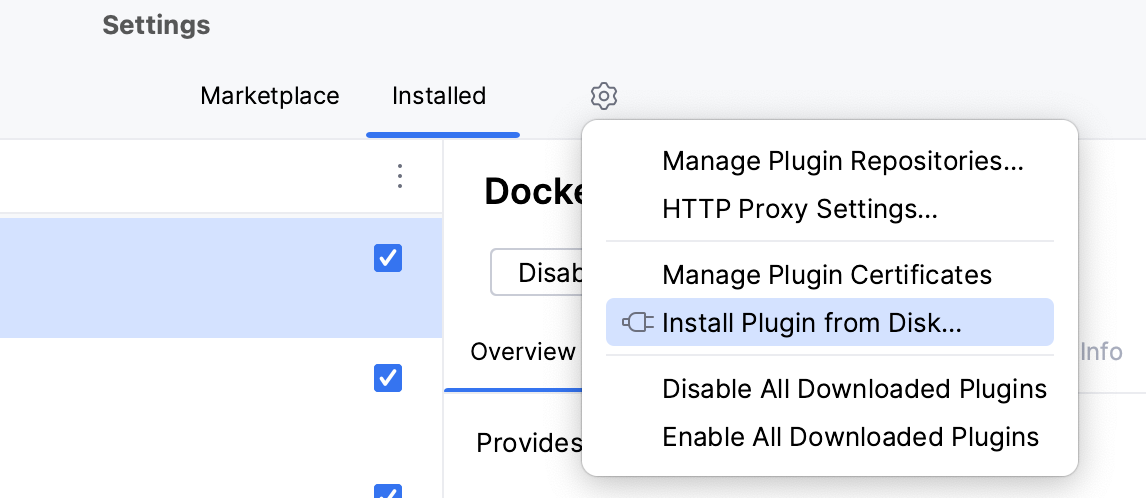 Settings
Marketplace
Installed
Manage Plugin Repositories...
HTTP Proxy Settings...
Manage Plugin Certificates
Install Plugin from Disk...
Disable All Downloaded Plugins
Enable All Downloaded Plugins
Docke
Disab
Overview
Info
Provides